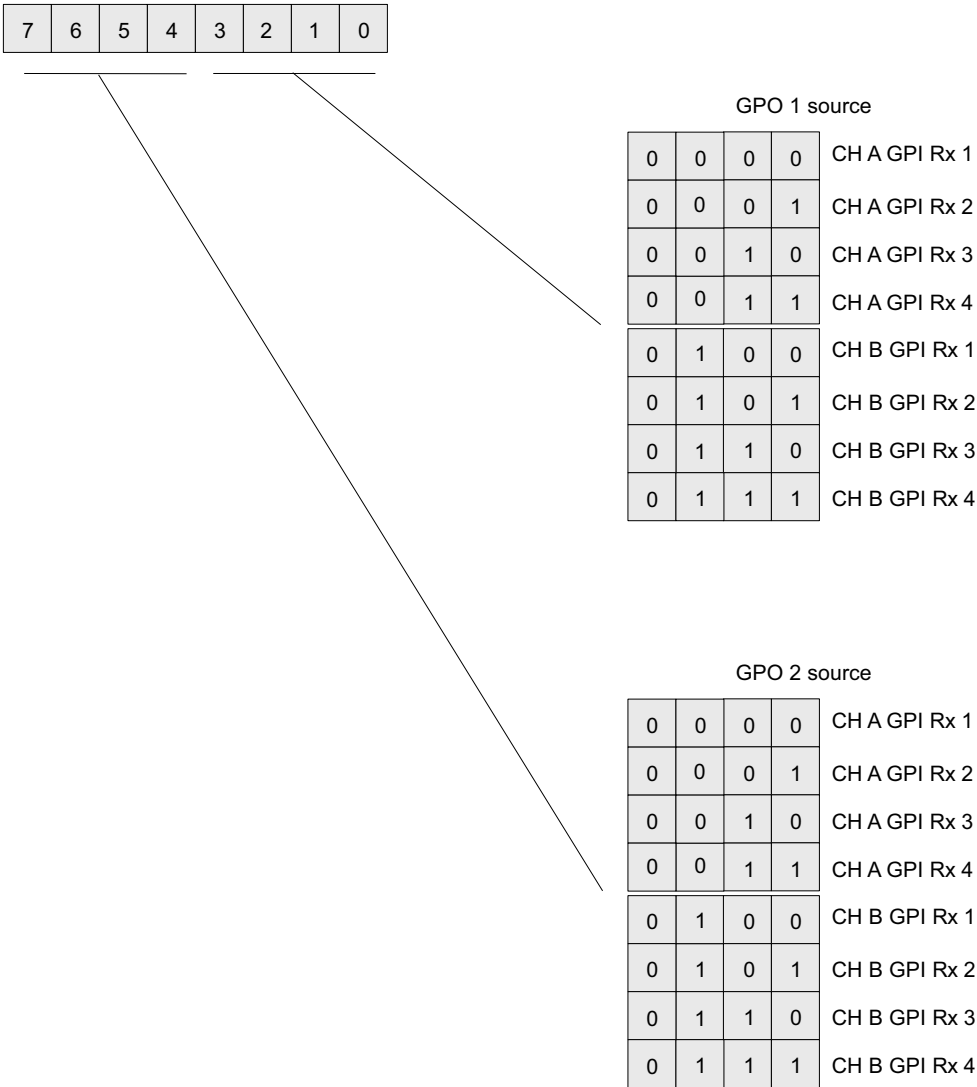 7 6 5 4 3 2 1 0
GPO 1 source
0 0 0 0 CH A GPI Rx 1
0 0 0 1 CH A GPI Rx 2
0 0 1 0 CH A GPI Rx 3
0 0 1 1 CH A GPI Rx 4
0 1 0 0 CH B GPI Rx 1
0 1 0 1 CH B GPI Rx 2
0 1 1 0 CH B GPI Rx 3
0 1 1 1 CH B GPI Rx 4
GPO 2 source
0 0 0 0 CH A GPI Rx 1
0 0 0 1 CH A GPI Rx 2
0 0 1 0 CH A GPI Rx 3
0 0 1 1 CH A GPI Rx 4
0 1 0 0 CH B GPI Rx 1
0 1 0 1 CH B GPI Rx 2
0 1 1 0 CH B GPI Rx 3
0 1 1 1 CH B GPI Rx 4